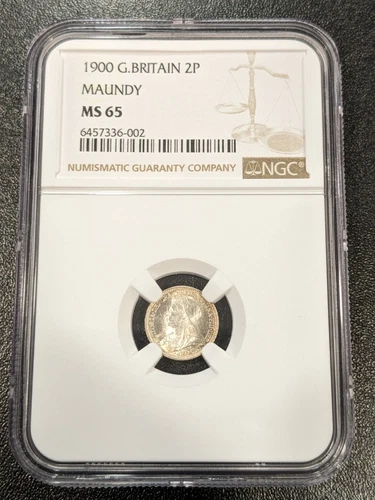 1900 G.BRITAIN 2P
MAUNDY
MS 65
6457336-002
NUMISMATIC GUARANTY COMPANY NGC